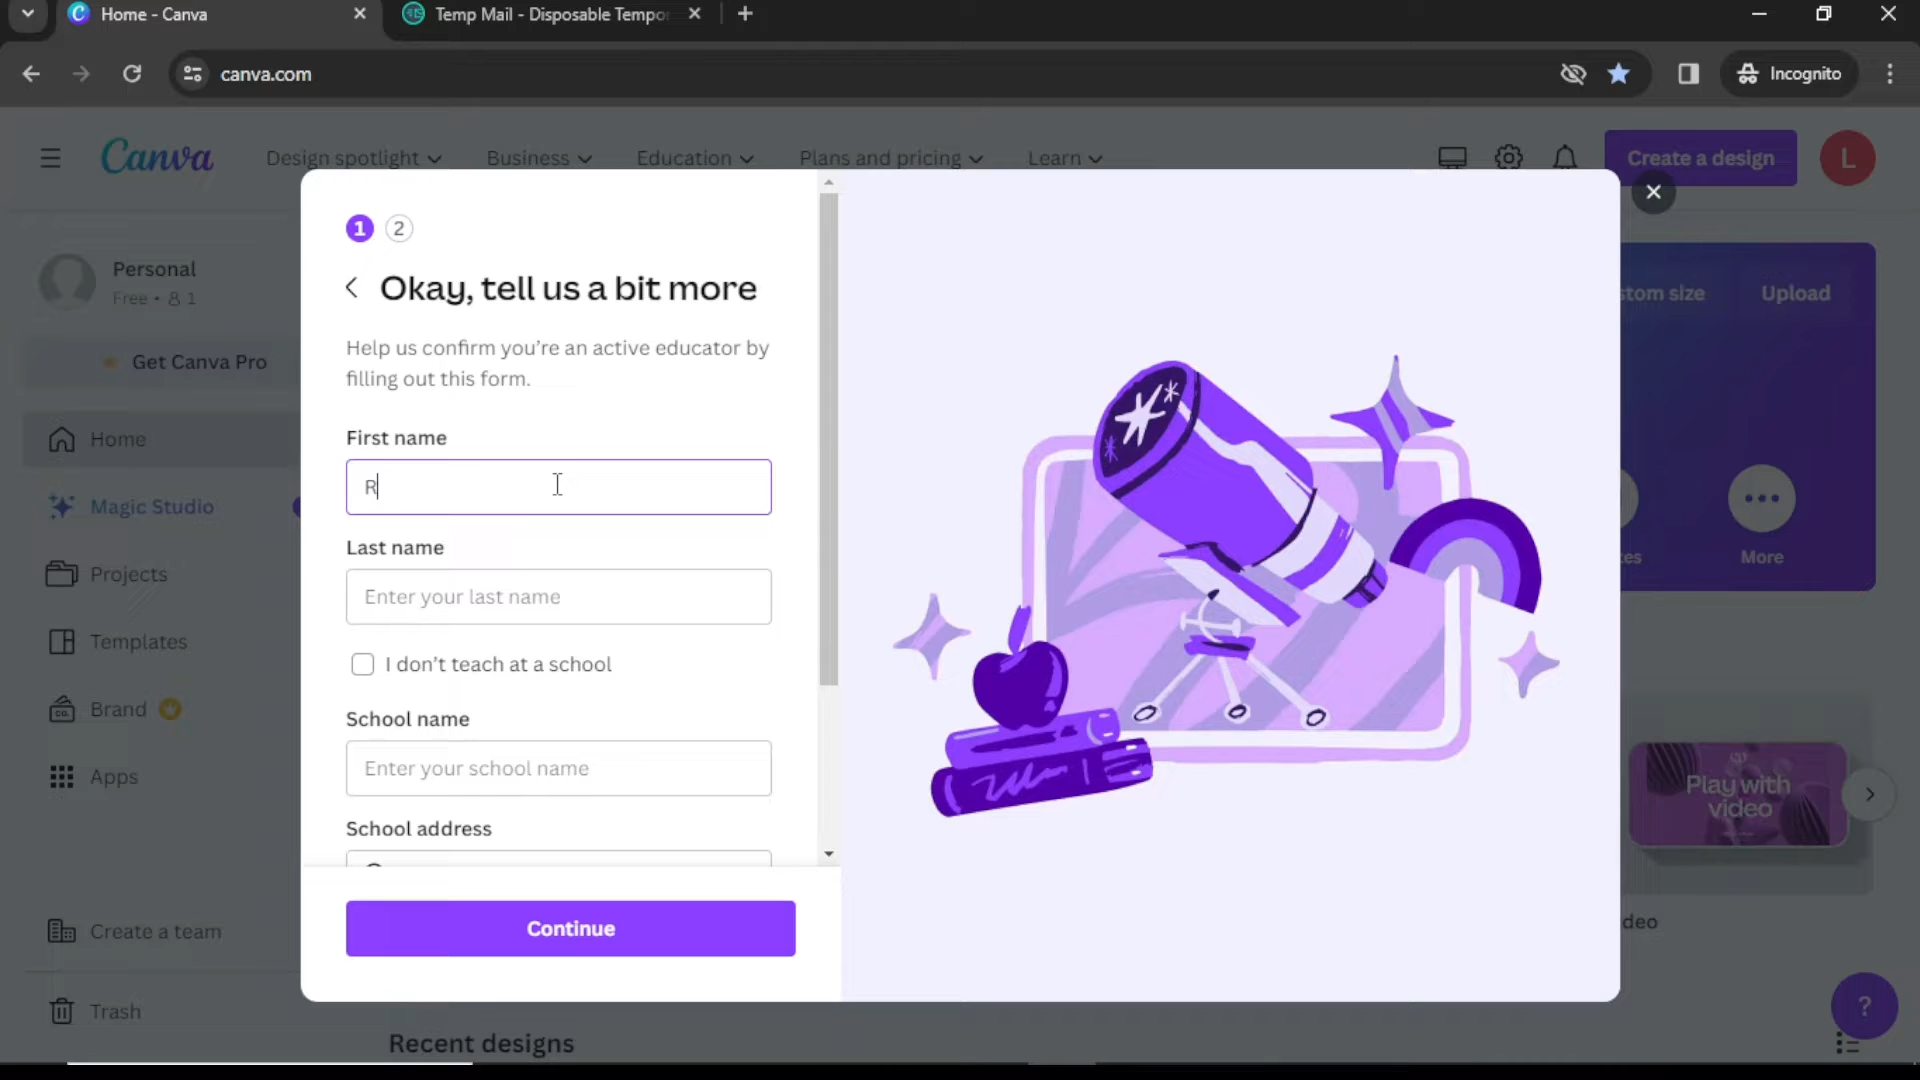 Home - Canva
Temp Mail - Disposable Tempor
canva.com
Incognito
Canva
Design spotlight
Business
Education
Plans and pricing
Learn
Create a design
L
1 2
Okay, tell us a bit more
Help us confirm you're an active educator by
filling out this form.
First name
R
Last name
Enter your last name
I don't teach at a school
School name
Enter your school name
School address
Continue
Personal
Free • 1
Get Canva Pro
Home
Magic Studio
Projects
Templates
Brand
CO.
Apps
Create a team
Trash
Recent designs
stom size
Upload
es
More
Play with
video
deo
?